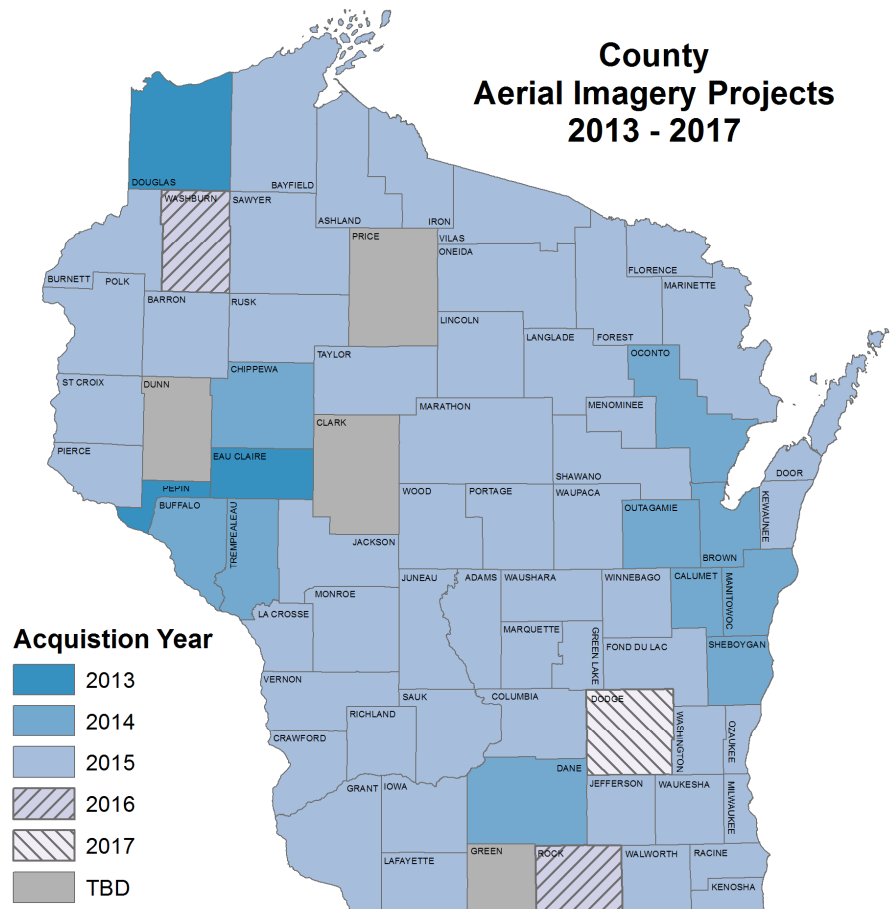 County
Aerial Imagery Projects
2013 - 2017
DOUGLAS
BAYFIELD
WASHBURN
SAWYER
ASHLAND
IRON
PRICE
VILAS
ONEIDA
FLORENCE
BURNETT
POLK
MARINETTE
BARRON
RUSK
LINCOLN
LANGLADE
FOREST
TAYLOR
OCONTO
CHIPPEWA
ST CROIX
DUNN
MARATHON
MENOMINEE
CLARK
PIERCE
EAU CLAIRE
SHAWANO
DOOR
PEPIN
WOOD
PORTAGE
WAUPACA
KEWAUNEE
BUFFALO
TREMPEALEAU
OUTAGAMIE
JACKSON
BROWN
JUNEAU
ADAMS
WAUSHARA
WINNEBAGO
CALUMET
MANITOWOC
MONROE
LA CROSSE
MARQUETTE
GREEN LAKE
FOND DU LAC
SHEBOYGAN
Acquistion Year
2013
2014
2015
2016
2017
TBD
VERNON
SAUK
COLUMBIA
DODGE
RICHLAND
WASHINGTON
OZAUKEE
CRAWFORD
DANE
GRANT
IOWA
JEFFERSON
WAUKESHA
MILWAUKEE
LAFAYETTE
GREEN
ROCK
WALWORTH
RACINE
KENOSHA